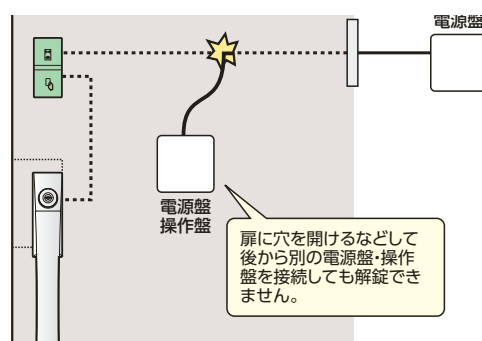 電源盤
電源盤
操作盤
扉に穴を開けるなどして
後から別の電源盤・操作
盤を接続しても解錠でき
ません。